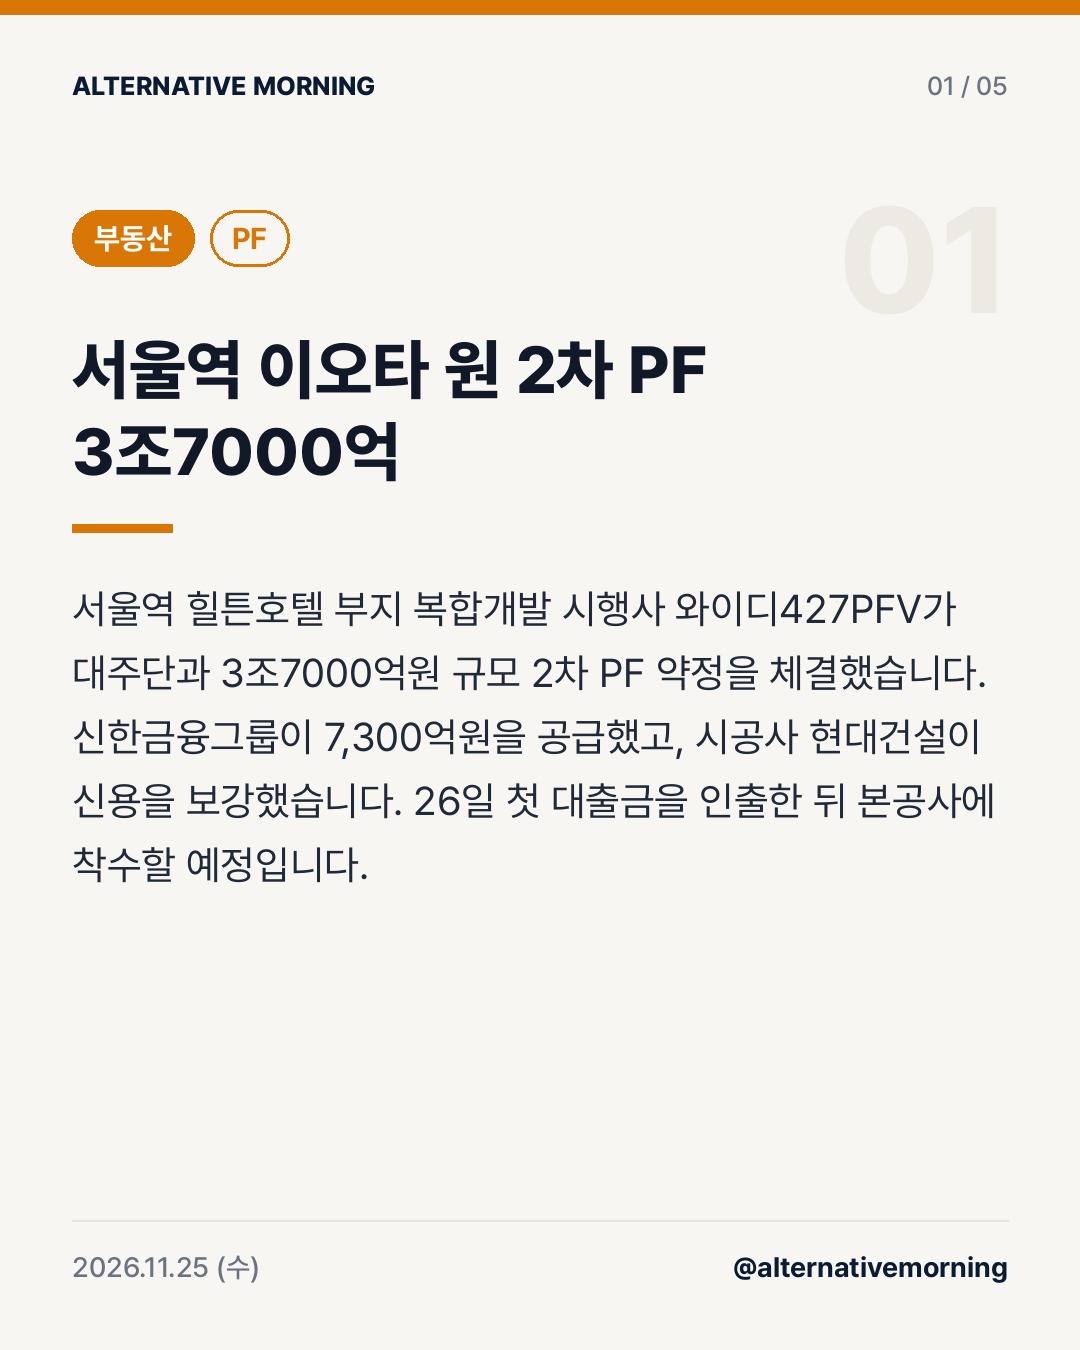 ALTERNATIVE MORNING
01 / 05
부동산
PF
01
서울역 이오타 원 2차 PF
3조7000억
서울역 힐튼호텔 부지 복합개발 시행사 와이디427PFV가
대주단과 3조7000억원 규모 2차 PF 약정을 체결했습니다.
신한금융그룹이 7,300억원을 공급했고, 시공사 현대건설이
신용을 보강했습니다. 26일 첫 대출금을 인출한 뒤 본공사에
착수할 예정입니다.
2026.11.25 (수)
@alternativemorning